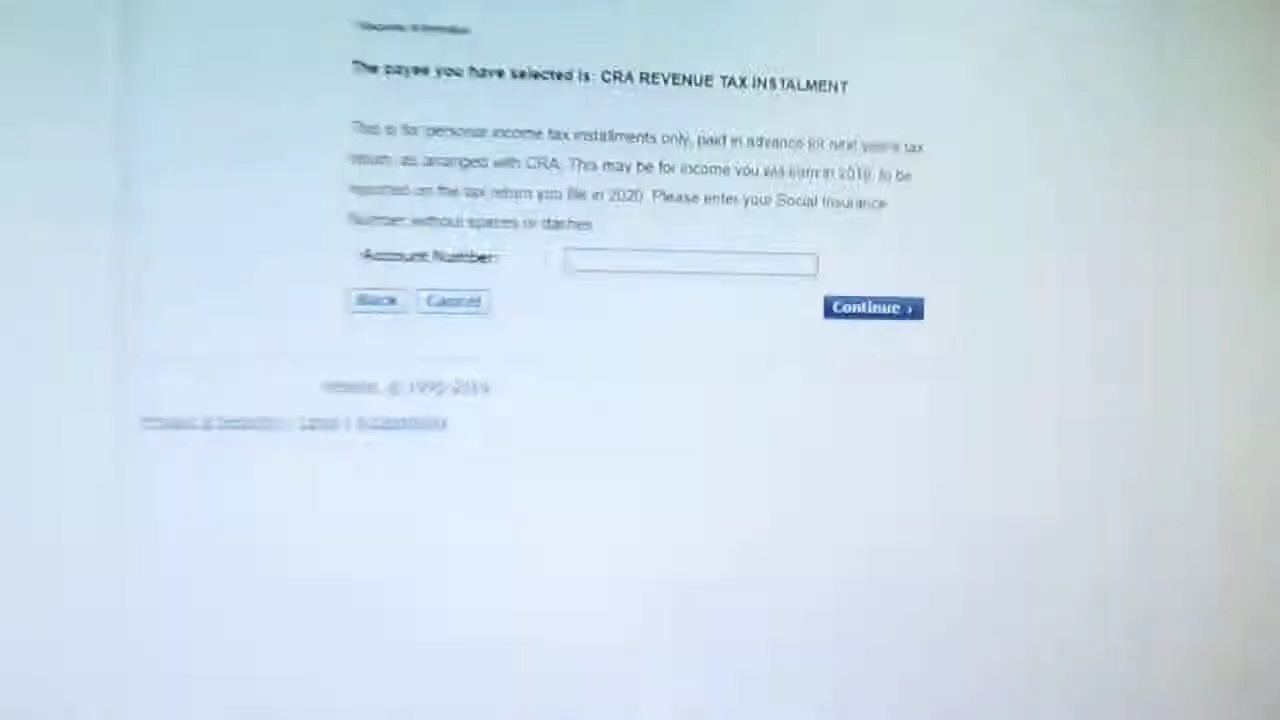 The payee you have selected is: CRA REVENUE TAX INSTALMENT
This is for personal income tax installments only, paid in advance for next year's tax
return, as arranged with CRA. This may be for income you will earn in 2019, to be
reported on the tax return you file in 2020. Please enter your Social Insurance
Number without spaces or dashes.
Account Number:
Back
Cancel
Continue ›